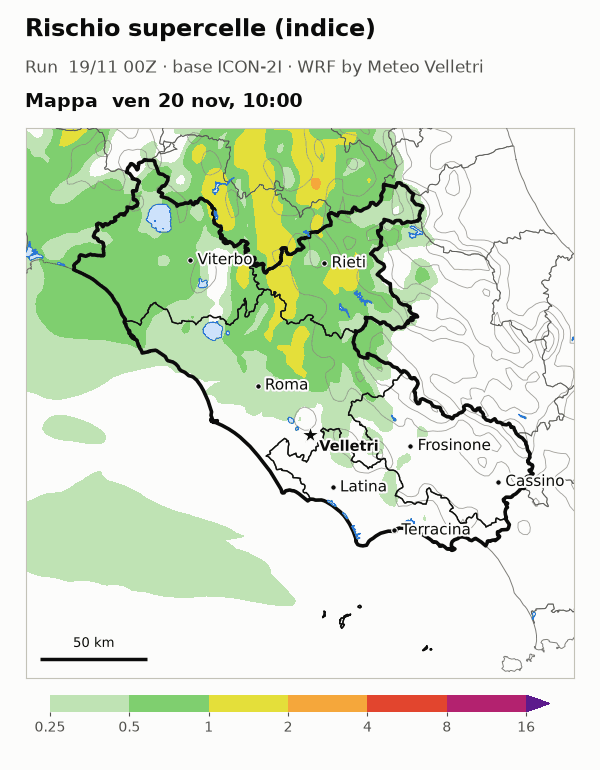 Rischio supercelle (indice)
Run  19/11 00Z · base ICON-2I · WRF by Meteo Velletri
Mappa  ven 20 nov, 10:00
Viterbo
Rieti
Roma
Velletri
Frosinone
Latina
Cassino
Terracina
50 km
0.25 0.5 1 2 4 8 16